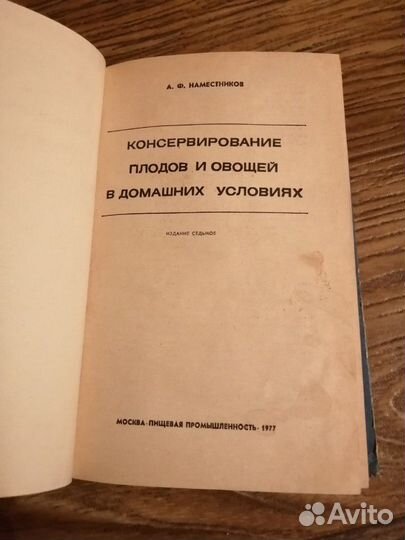 А. Ф. НАМЕСТНИКОВ
КОНСЕРВИРОВАНИЕ
ПЛОДОВ И ОВОЩЕЙ
В ДОМАШНИХ УСЛОВИЯХ
ИЗДАНИЕ СЕДЬМОЕ
МОСКВА · ПИЩЕВАЯ ПРОМЫШЛЕННОСТЬ · 1977
Avito